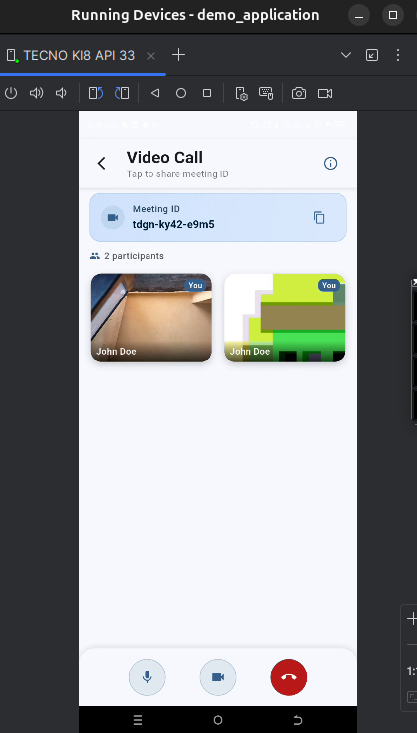 Running Devices - demo_application
TECNO KI8 API 33
Video Call
Tap to share meeting ID
Meeting ID
tdgn-ky42-e9m5
2 participants
You
John Doe
You
John Doe